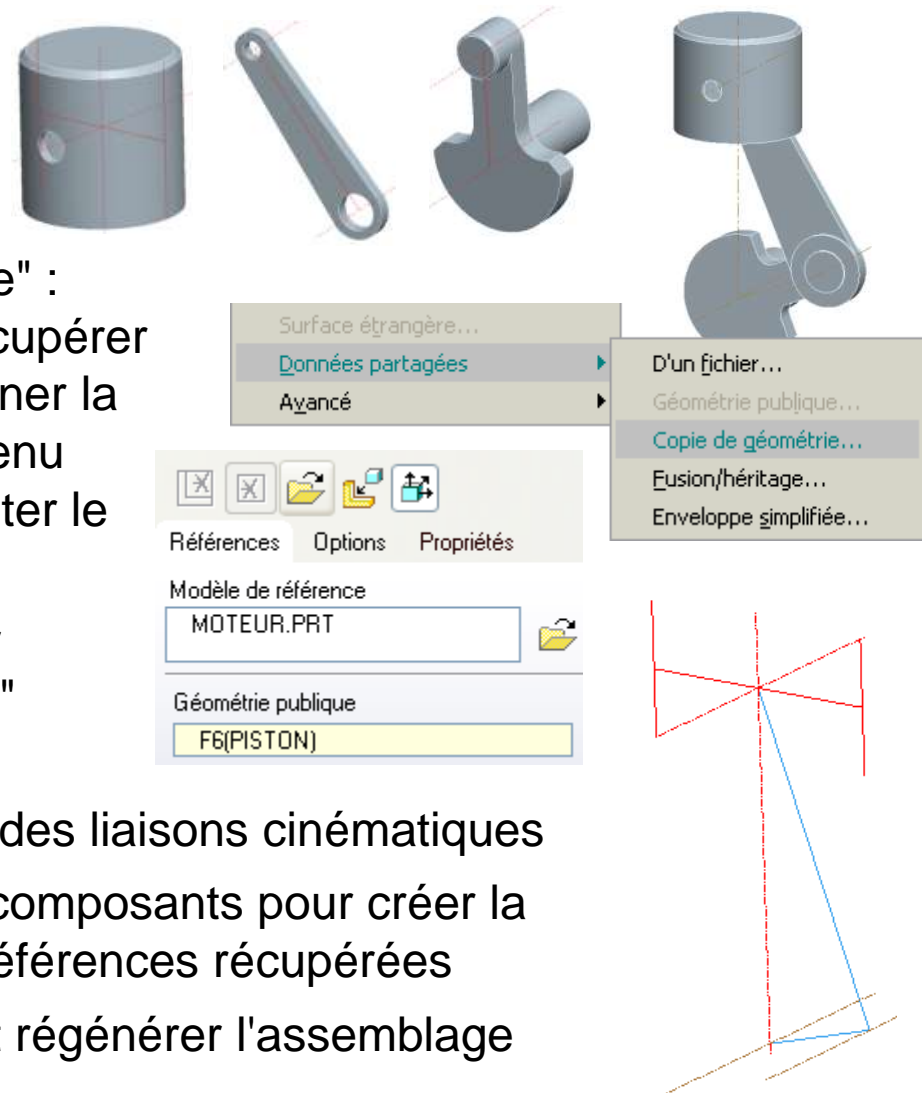 e" :
cupérer
ner la
enu
ter le
"
Surface étrangère...
Données partagées
Avancé
D'un fichier...
Géométrie publique...
Copie de géométrie...
Fusion/héritage...
Enveloppe simplifiée...
Références Options Propriétés
Modèle de référence
MOTEUR.PRT
Géométrie publique
F6(PISTON)
des liaisons cinématiques
composants pour créer la
éférences récupérées
régénérer l'assemblage